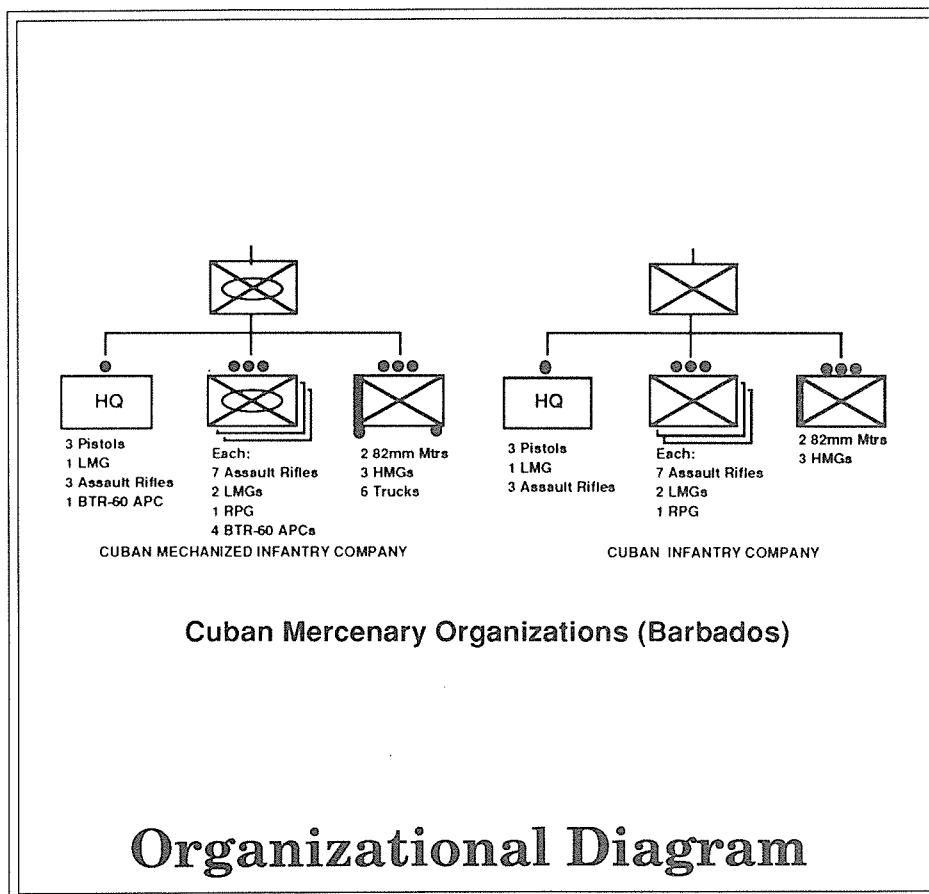 HQ
3 Pistols
1 LMG
3 Assault Rifles
1 BTR-60 APC
Each:
7 Assault Rifles
2 LMGs
1 RPG
4 BTR-60 APCs
2 82mm Mtrs
3 HMGs
6 Trucks
CUBAN MECHANIZED INFANTRY COMPANY
HQ
3 Pistols
1 LMG
3 Assault Rifles
Each:
7 Assault Rifles
2 LMGs
1 RPG
2 82mm Mtrs
3 HMGs
CUBAN INFANTRY COMPANY
Cuban Mercenary Organizations (Barbados)
Organizational Diagram